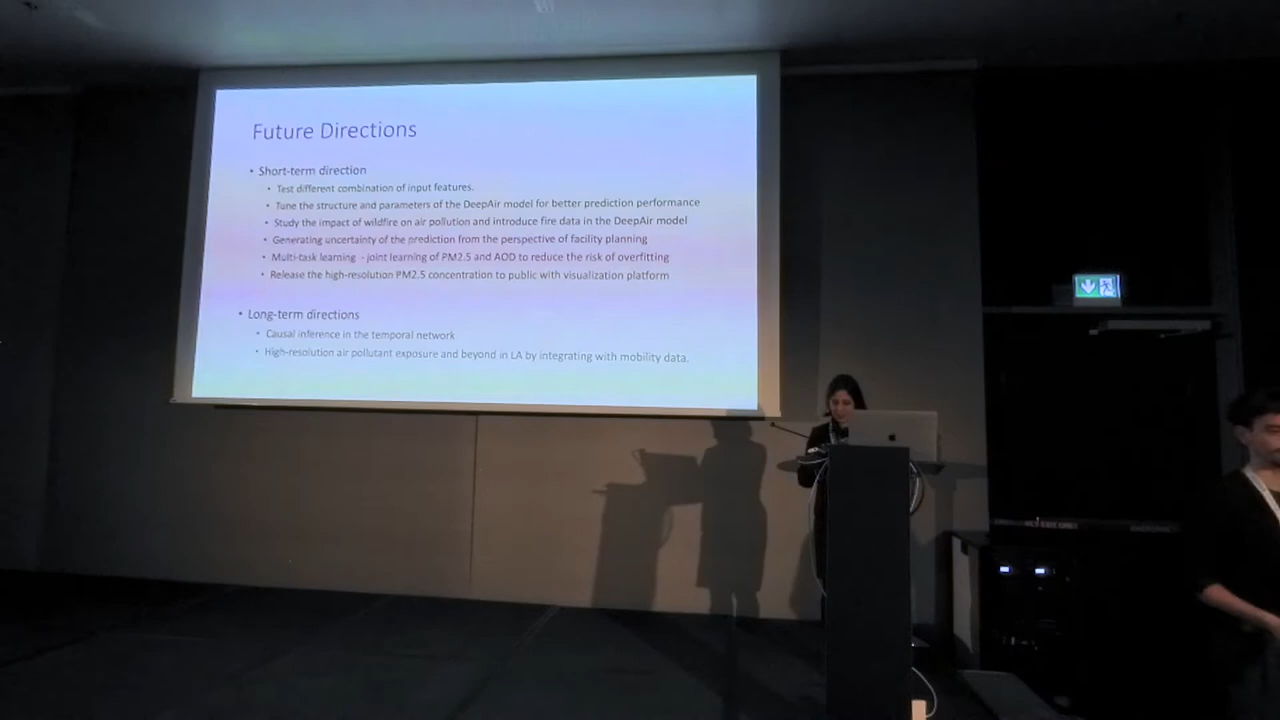 Future Directions
• Short-term direction
• Test different combination of input features.
• Tune the structure and parameters of the DeepAir model for better prediction performance
• Study the impact of wildfire on air pollution and introduce fire data in the DeepAir model
• Generating uncertainty of the prediction from the perspective of facility planning
• Multi-task learning - joint learning of PM2.5 and AOD to reduce the risk of overfitting
• Release the high-resolution PM2.5 concentration to public with visualization platform
• Long-term directions
• Causal inference in the temporal network
• High-resolution air pollutant exposure and beyond in LA by integrating with mobility data.